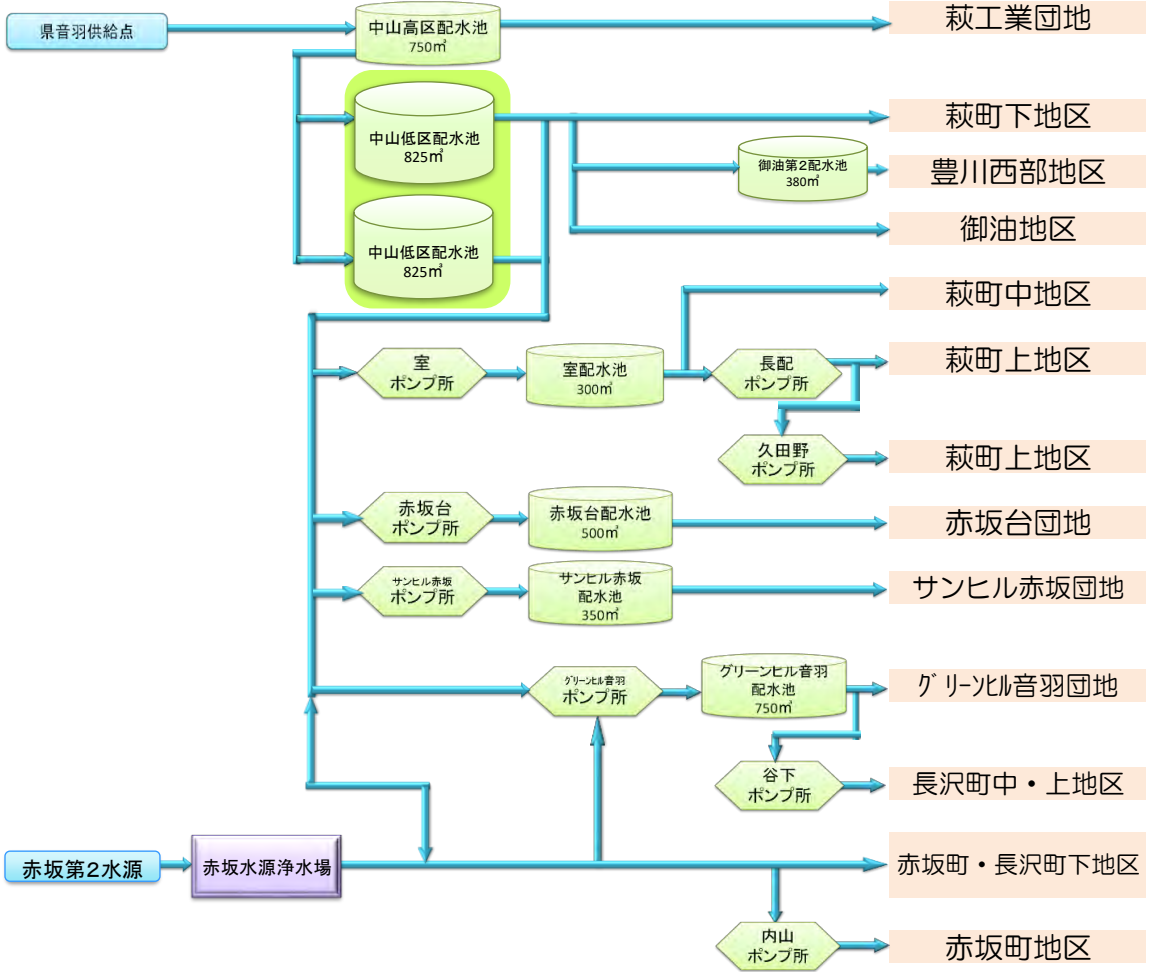 県音羽供給点
中山高区配水池
750㎥
萩工業団地
中山低区配水池
825㎥
萩町下地区
御油第2配水池
380㎥
豊川西部地区
御油地区
中山低区配水池
825㎥
萩町中地区
室
ポンプ所
室配水池
300㎥
長配
ポンプ所
萩町上地区
久田野
ポンプ所
萩町上地区
赤坂台
ポンプ所
赤坂台配水池
500㎥
赤坂台団地
サンヒル赤坂
ポンプ所
サンヒル赤坂
配水池
350㎥
サンヒル赤坂団地
グリーンヒル音羽
ポンプ所
グリーンヒル音羽
配水池
750㎥
グリーンヒル音羽団地
谷下
ポンプ所
長沢町中・上地区
赤坂第2水源
赤坂水源浄水場
赤坂町・長沢町下地区
内山
ポンプ所
赤坂町地区